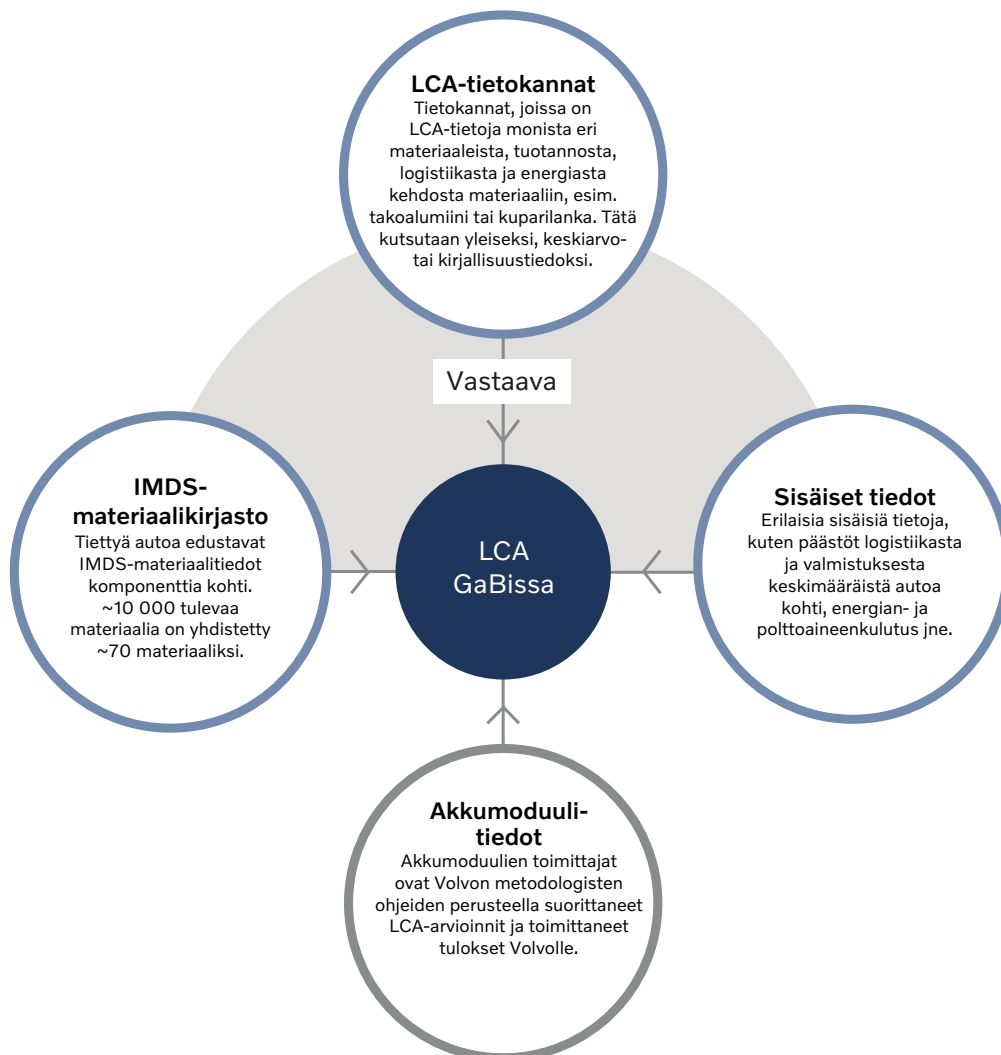 LCA-tietokannat
Tietokannat, joissa on
LCA-tietoja monista eri
materiaaleista, tuotannosta,
logistiikasta ja energiasta
kehdosta materiaaliin, esim.
takoalumiini tai kuparilanka. Tätä
kutsutaan yleiseksi, keskiarvo-
tai kirjallisuustiedoksi.
Vastaava
IMDS-
materiaalikirjasto
Tiettyä autoa edustavat
IMDS-materiaalitiedot
komponenttia kohti.
~10 000 tulevaa
materiaalia on yhdistetty
~70 materiaaliksi.
LCA
GaBissa
Sisäiset tiedot
Erilaisia sisäisiä tietoja,
kuten päästöt logistiikasta
ja valmistuksesta
keskimääräistä autoa
kohti, energian- ja
polttoaineenkulutus jne.
Akkumoduuli-
tiedot
Akkumoduulien toimittajat
ovat Volvon metodologisten
ohjeiden perusteella suorittaneet
LCA-arvioinnit ja toimittaneet
tulokset Volvolle.